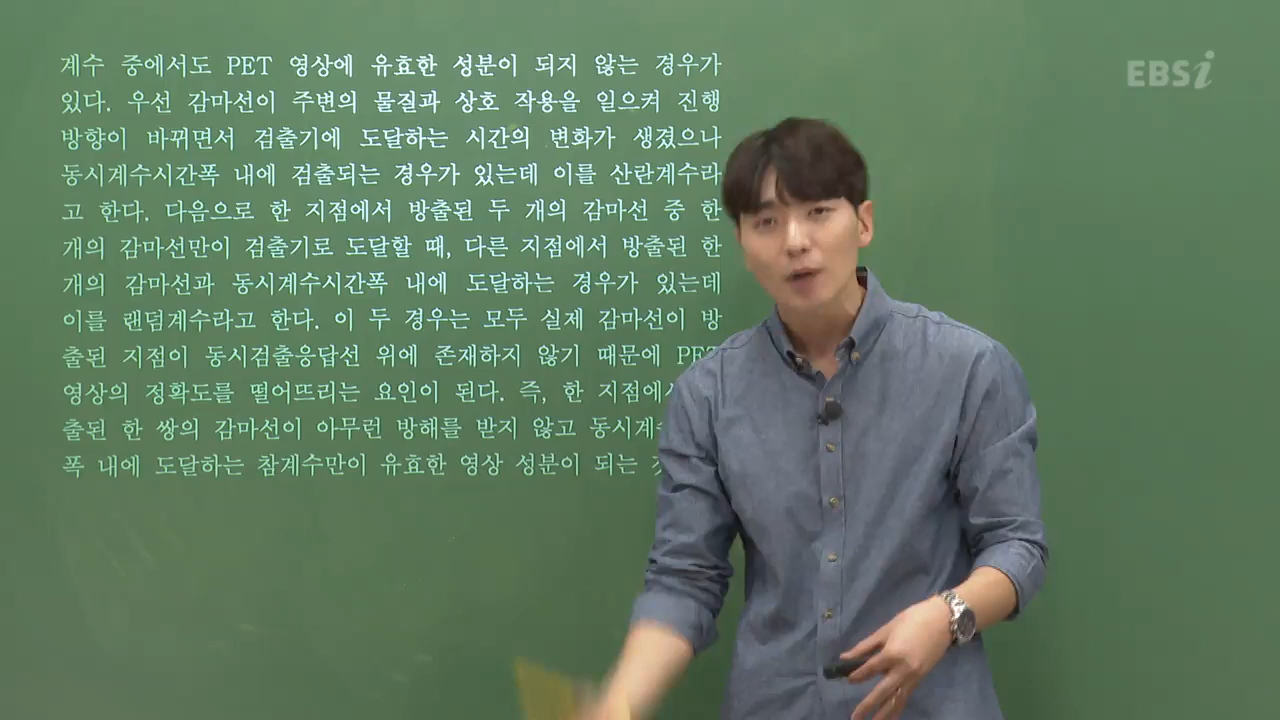 계수 중에서도 PET 영상에 유효한 성분이 되지 않는 경우가
있다. 우선 감마선이 주변의 물질과 상호 작용을 일으켜 진행
방향이 바뀌면서 검출기에 도달하는 시간의 변화가 생겼으나
동시계수시간폭 내에 검출되는 경우가 있는데 이를 산란계수라
고 한다. 다음으로 한 지점에서 방출된 두 개의 감마선 중 한
개의 감마선만이 검출기로 도달할 때, 다른 지점에서 방출된 한
개의 감마선과 동시계수시간폭 내에 도달하는 경우가 있는데
이를 랜덤계수라고 한다. 이 두 경우는 모두 실제 감마선이 방
출된 지점이 동시검출응답선 위에 존재하지 않기 때문에 PET
영상의 정확도를 떨어뜨리는 요인이 된다. 즉, 한 지점에서
출된 한 쌍의 감마선이 아무런 방해를 받지 않고 동시계
폭 내에 도달하는 참계수만이 유효한 영상 성분이 되는
EBSi